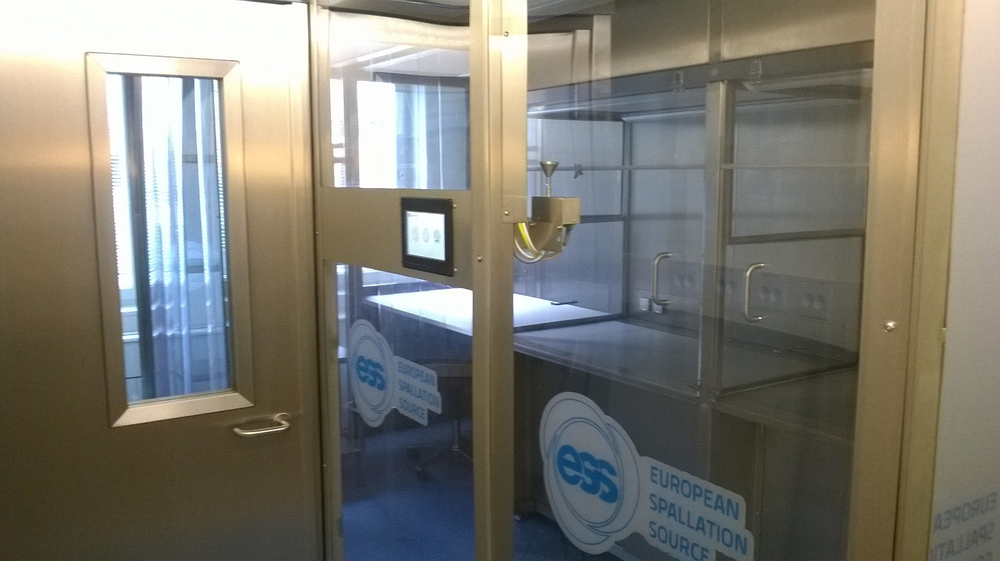 ess
EUROPEAN
SPALLATION
SOURCE
ess
EUROPEAN
SPALLATION
SOURCE